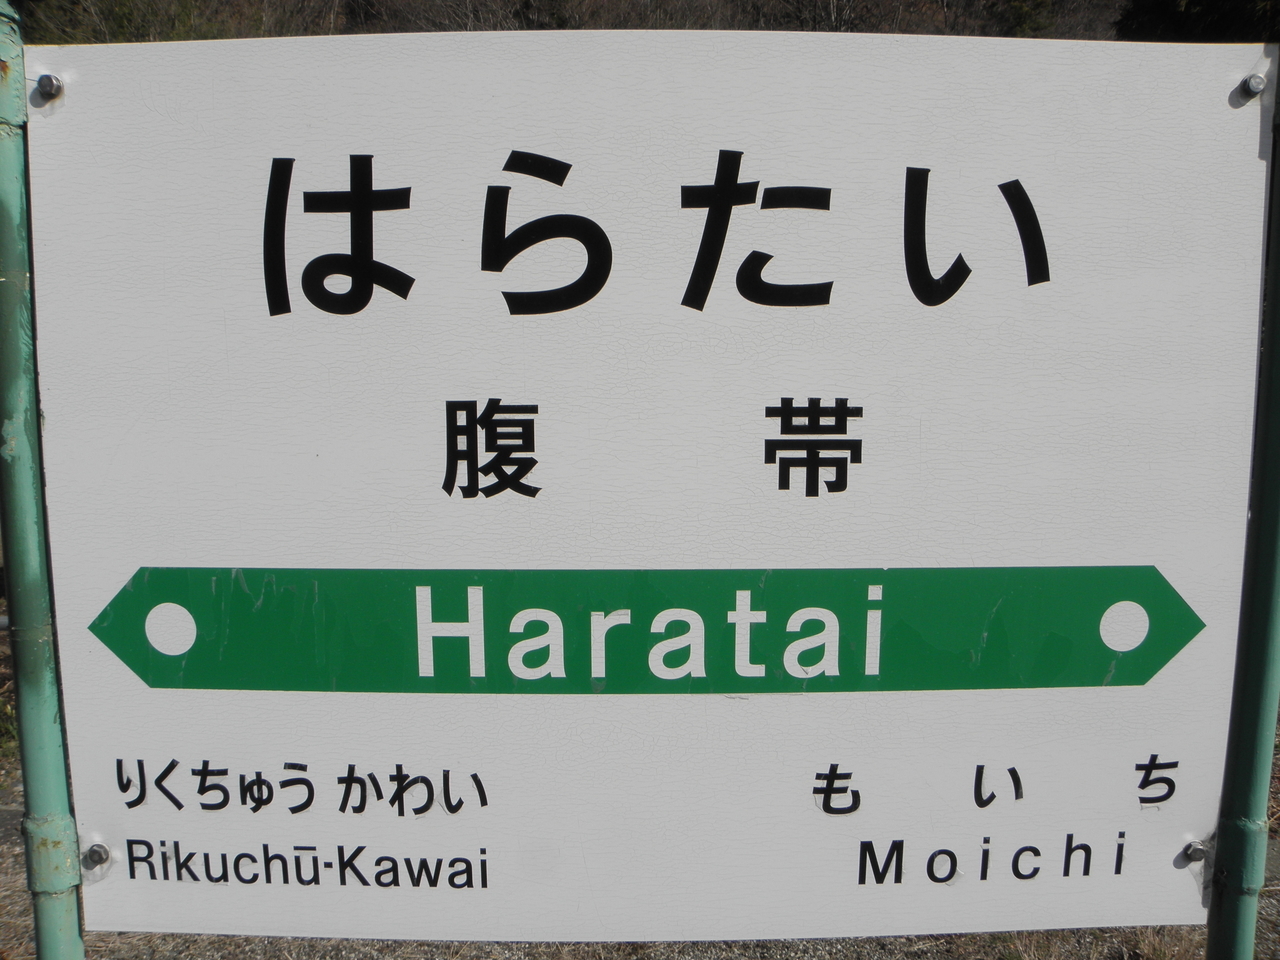 はらたい
腹帯
Haratai
りくちゅうかわい もいち
Rikuchū-Kawai Moichi